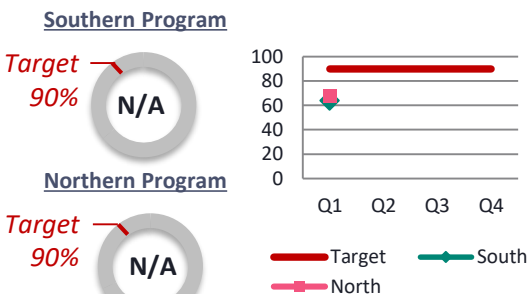 Southern Program
Target
90%
N/A
Northern Program
Target
90%
N/A
100
80
60
40
20
0
Q1 Q2 Q3 Q4
Target South
North